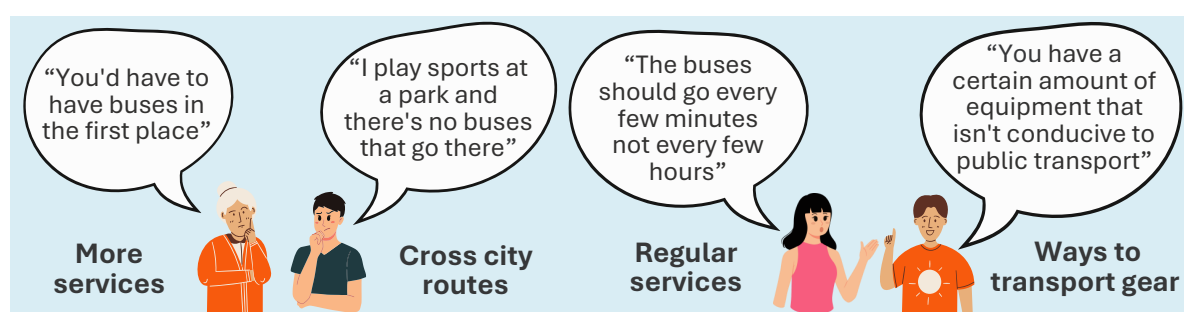 “You'd have to
have buses in
the first place”
“I play sports at
a park and
there's no buses
that go there”
“The buses
should go every
few minutes
not every few
hours”
“You have a
certain amount of
equipment that
isn't conducive to
public transport”
More
services
Cross city
routes
Regular
services
Ways to
transport gear